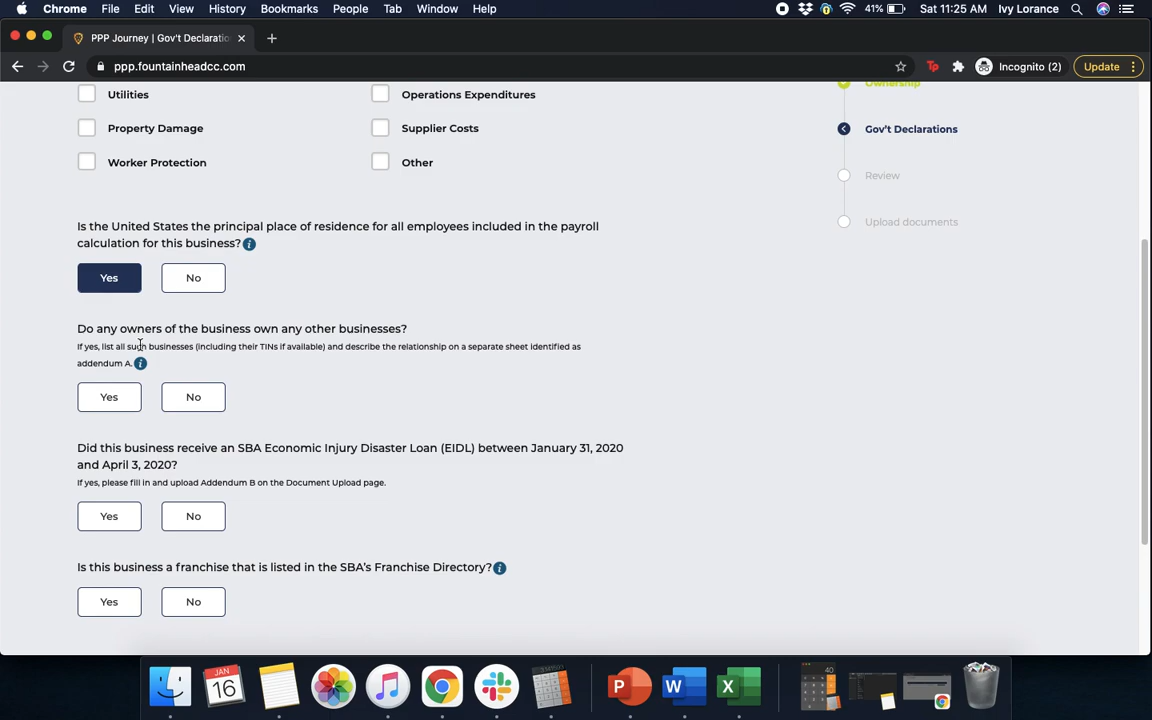 Chrome File Edit View History Bookmarks People Tab Window Help 41% Sat 11:25 AM Ivy Lorance
PPP Journey | Gov't Declaratio
ppp.fountainheadcc.com Incognito (2) Update
Utilities Operations Expenditures Ownership
Property Damage Supplier Costs Gov't Declarations
Worker Protection Other
Review
Upload documents
Is the United States the principal place of residence for all employees included in the payroll
calculation for this business? i
Yes No
Do any owners of the business own any other businesses?
If yes, list all such businesses (including their TINs if available) and describe the relationship on a separate sheet identified as
addendum A. i
Yes No
Did this business receive an SBA Economic Injury Disaster Loan (EIDL) between January 31, 2020
and April 3, 2020?
If yes, please fill in and upload Addendum B on the Document Upload page.
Yes No
Is this business a franchise that is listed in the SBA's Franchise Directory? i
Yes No
JAN
16
P W X
40